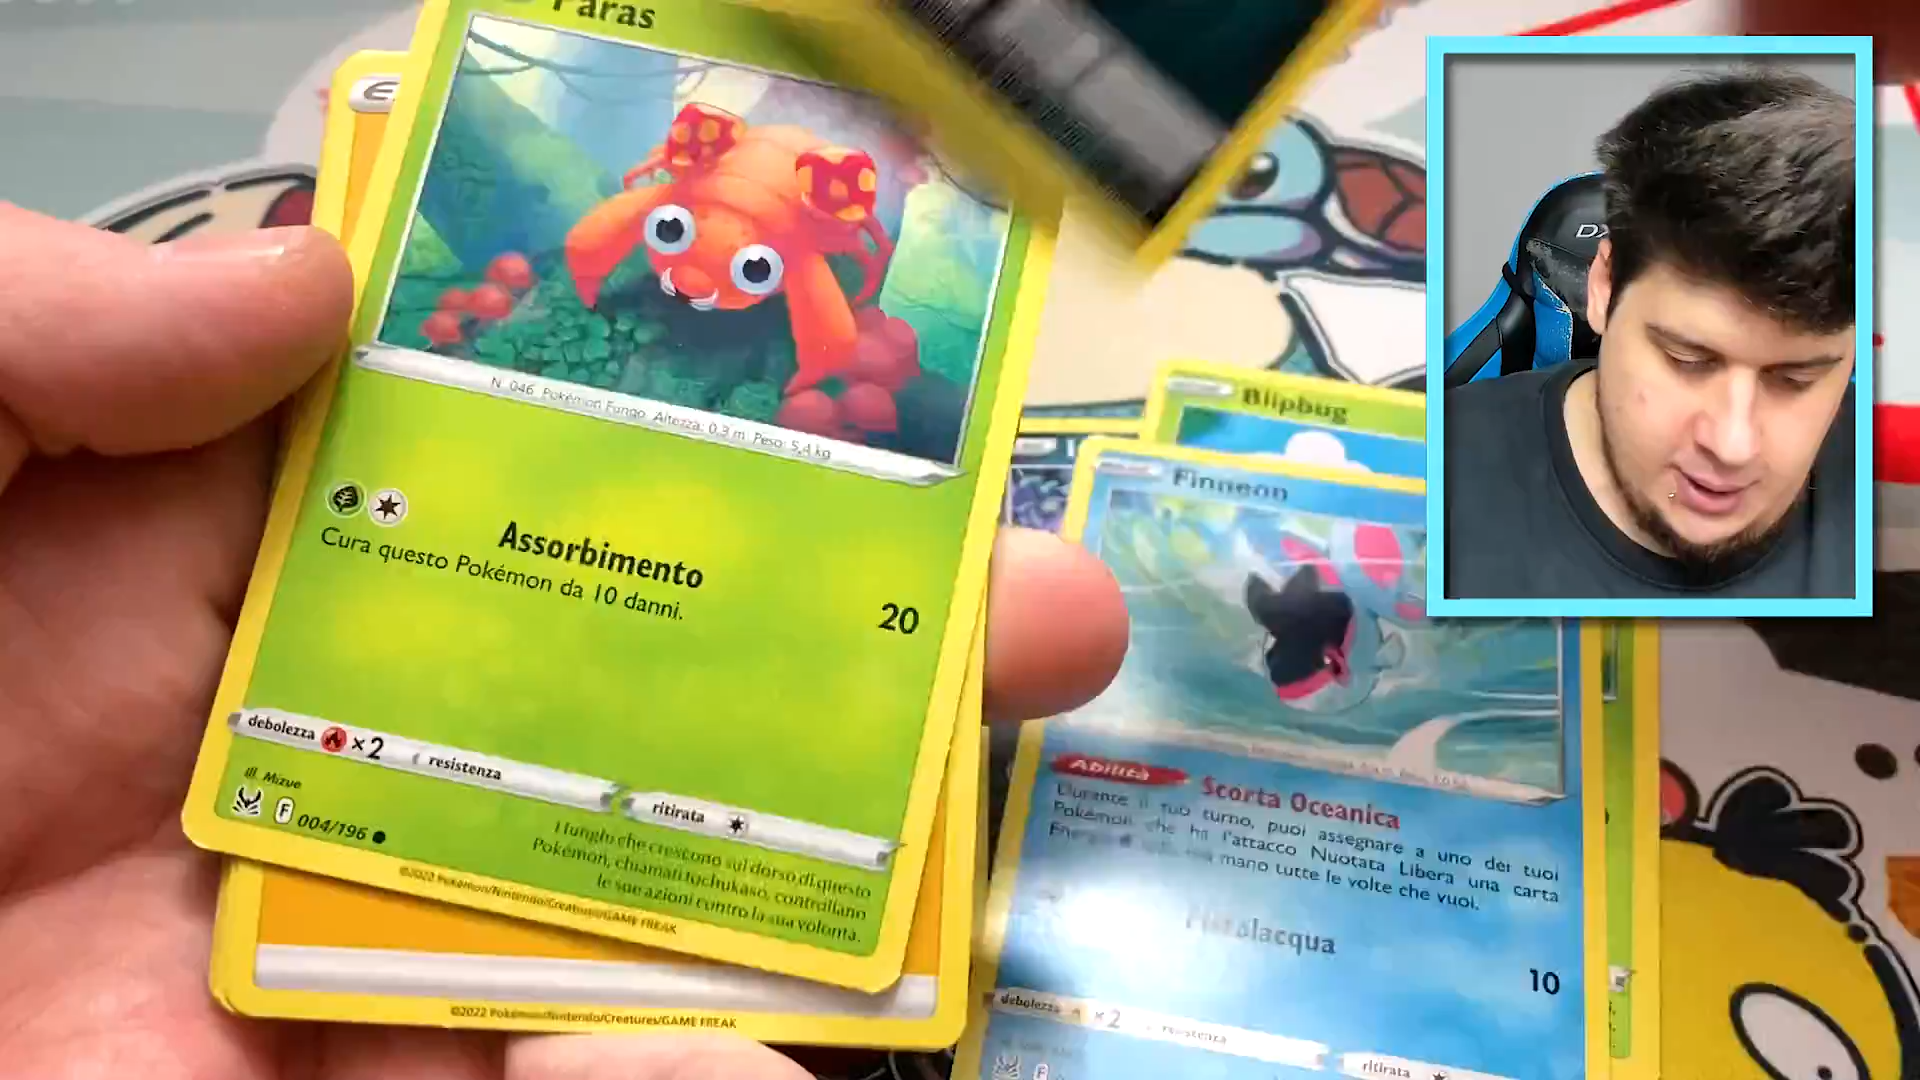 Paras
N. 046 Pokémon Fungo Altezza: 0,3 m Peso: 5,4 kg
Assorbimento
20
Cura questo Pokémon da 10 danni.
debolezza ×2 resistenza ritirata
Ill. Mizue
F 004/196
I funghi che crescono sul dorso di questo
Pokémon, chiamati tochukaso, controllano
le sue azioni contro la sua volontà.
©2022 Pokémon/Nintendo/Creatures/GAME FREAK
©2022 Pokémon/Nintendo/Creatures/GAME FREAK
Blipbug
Finneon
Abilità Scorta Oceanica
Durante il tuo turno, puoi assegnare a uno dei tuoi
Pokémon che ha l'attacco Nuotata Libera una carta
mano tutte le volte che vuoi.
Pistolacqua
10
debolezza ×2 resistenza ritirata
F
DX